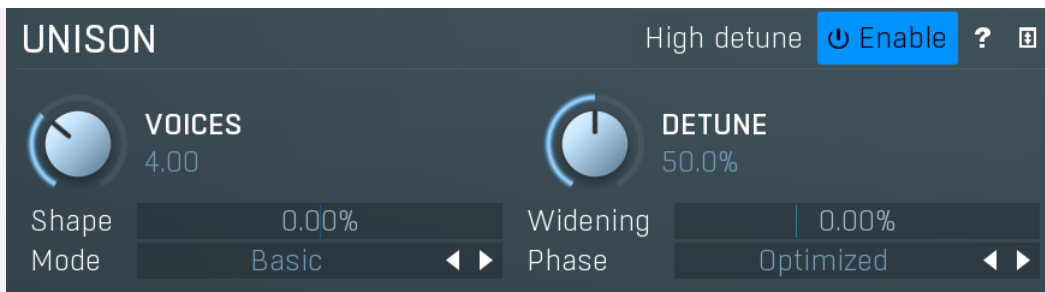 UNISON High detune Enable ?
VOICES DETUNE
4.00 50.0%
Shape 0.00% Widening 0.00%
Mode Basic Phase Optimized